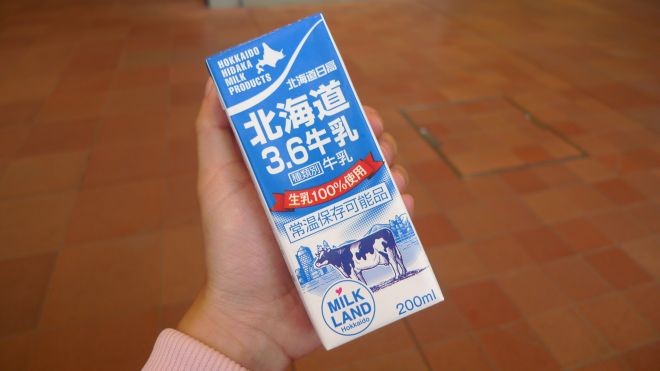 HOKKAIDO
HIDAKA
MILK
PRODUCTS
北海道日高
北海道
3.6牛乳
種類別 牛乳
生乳100%使用
常温保存可能品
MILK
LAND
Hokkaido
200ml